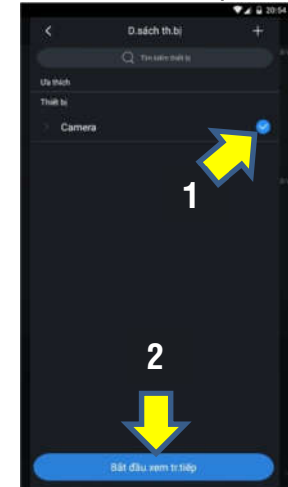 20:54
D.sách th.bị
Tìm kiếm thiết bị
Ưa thích
Thiết bị
Camera
1
2
Bắt đầu xem tr.tiếp